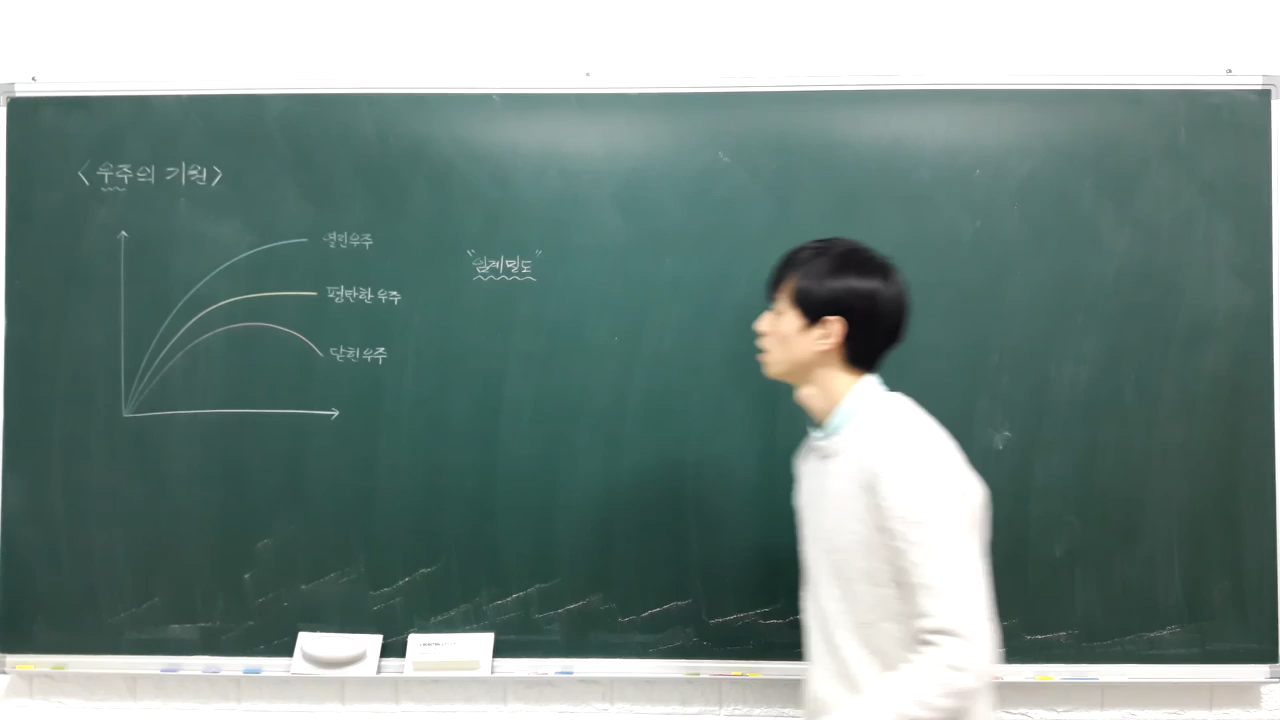 <우주의 기원>
열린우주
평탄한 우주
닫힌우주
"임계밀도"